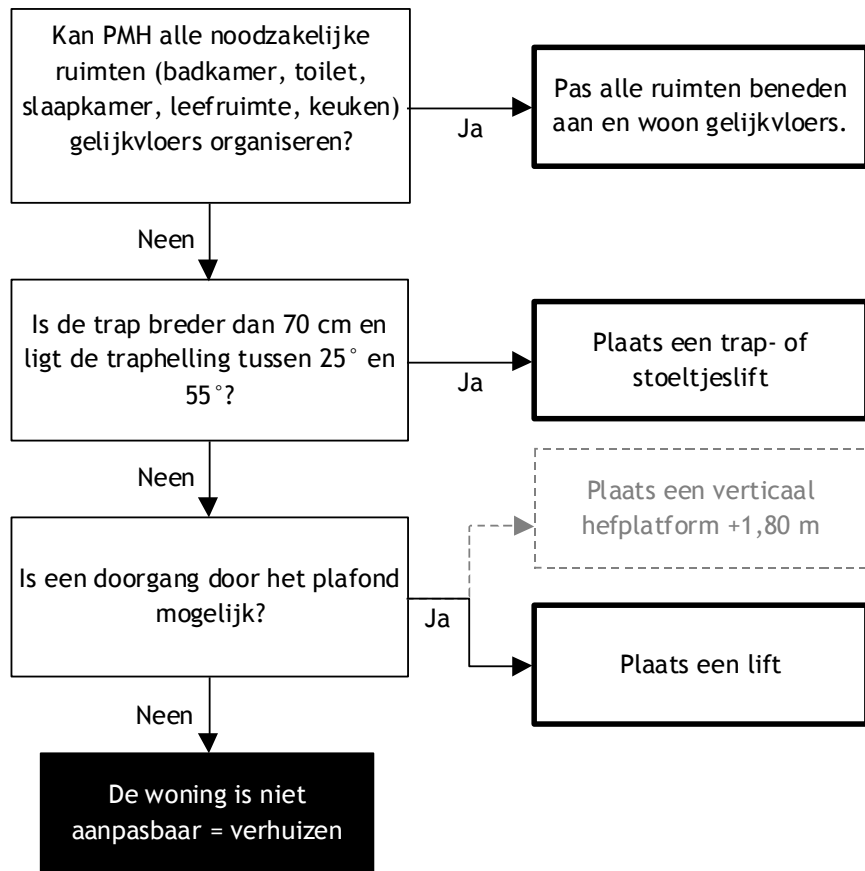 Kan PMH alle noodzakelijke
ruimten (badkamer, toilet,
slaapkamer, leefruimte, keuken)
gelijkvloers organiseren?
Ja
Pas alle ruimten beneden
aan en woon gelijkvloers.
Neen
Is de trap breder dan 70 cm en
ligt de traphelling tussen 25° en
55°?
Ja
Plaats een trap- of
stoeltjeslift
Neen
Is een doorgang door het plafond
mogelijk?
Ja
Plaats een verticaal
hefplatform +1,80 m
Plaats een lift
Neen
De woning is niet
aanpasbaar = verhuizen